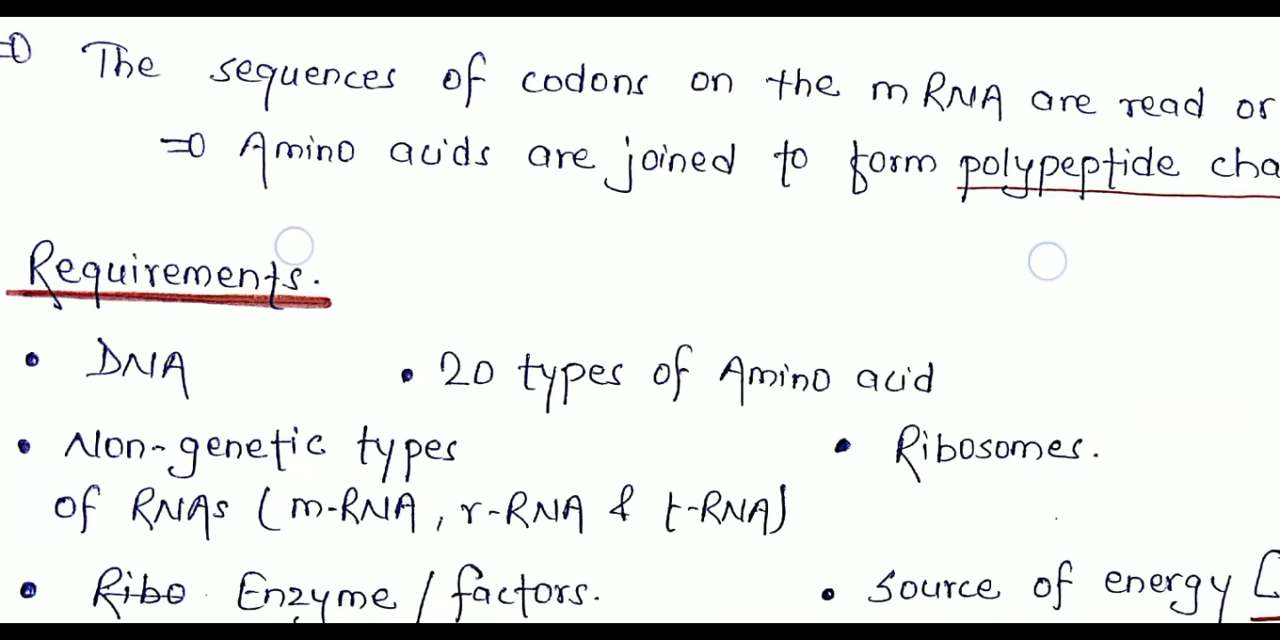 ⇒ The sequences of codons on the mRNA are read or
⇒ Amino acids are joined to form polypeptide cha
Requirements.
• DNA • 20 types of Amino acid
• Non-genetic types • Ribosomes.
of RNAs (m-RNA, r-RNA & t-RNA)
• Ribo Enzyme/factors. • Source of energy [